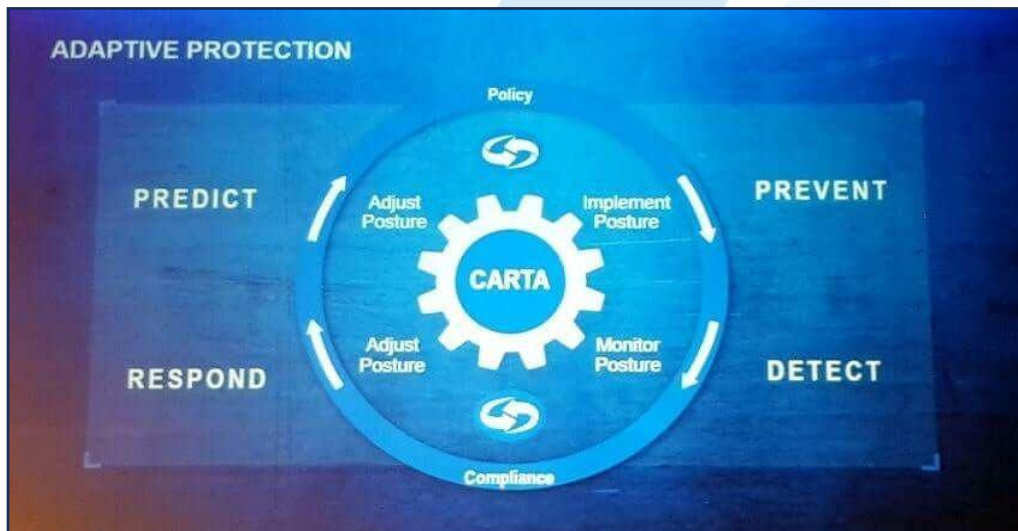 ADAPTIVE PROTECTION
Policy
PREDICT
PREVENT
Adjust
Posture
Implement
Posture
CARTA
Adjust
Posture
Monitor
Posture
RESPOND
DETECT
Compliance